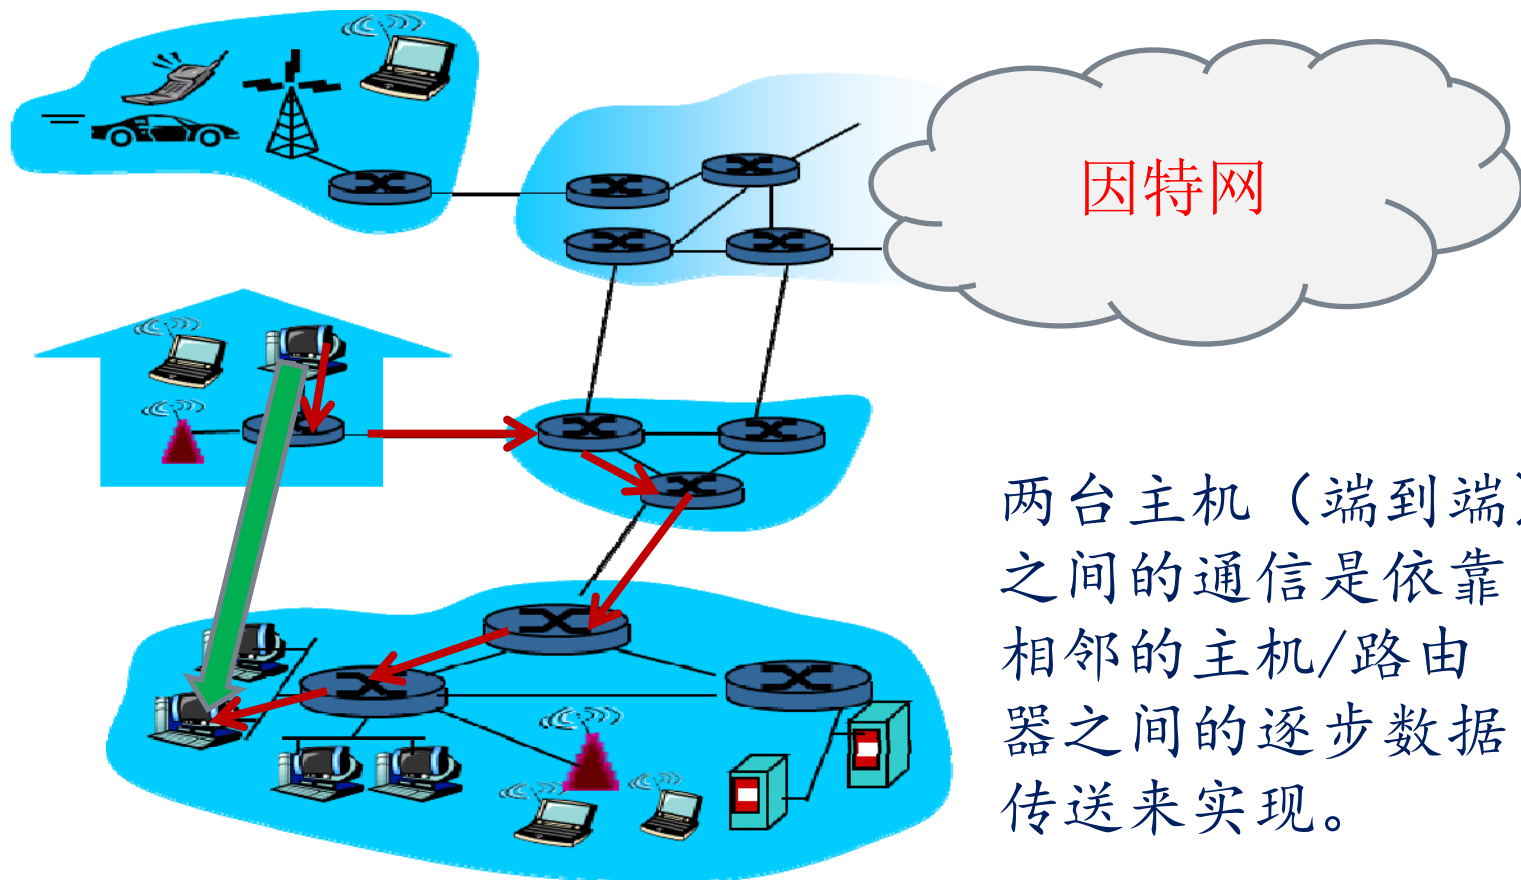 因特网
两台主机（端到端）
之间的通信是依靠
相邻的主机/路由
器之间的逐步数据
传送来实现。